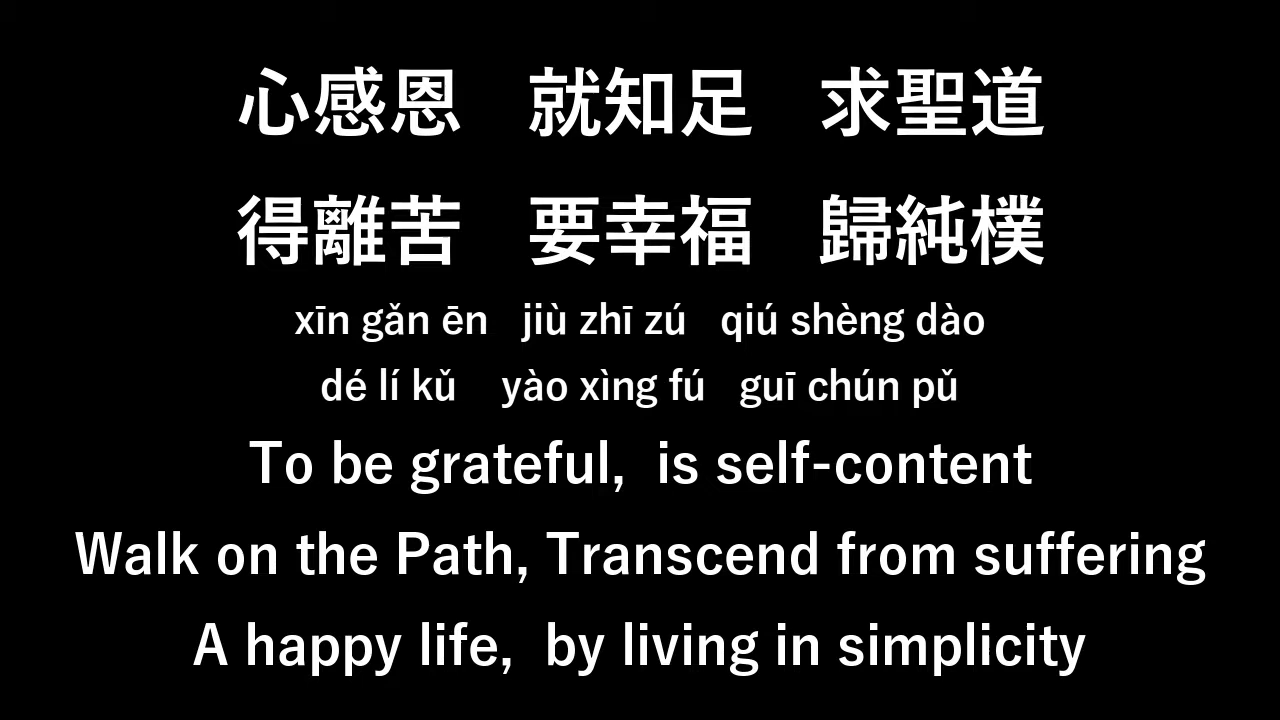 心感恩 就知足 求聖道
得離苦 要幸福 歸純樸
xīn gǎn ēn jiù zhī zú qiú shèng dào
dé lí kǔ yào xìng fú guī chún pǔ
To be grateful, is self-content
Walk on the Path, Transcend from suffering
A happy life, by living in simplicity